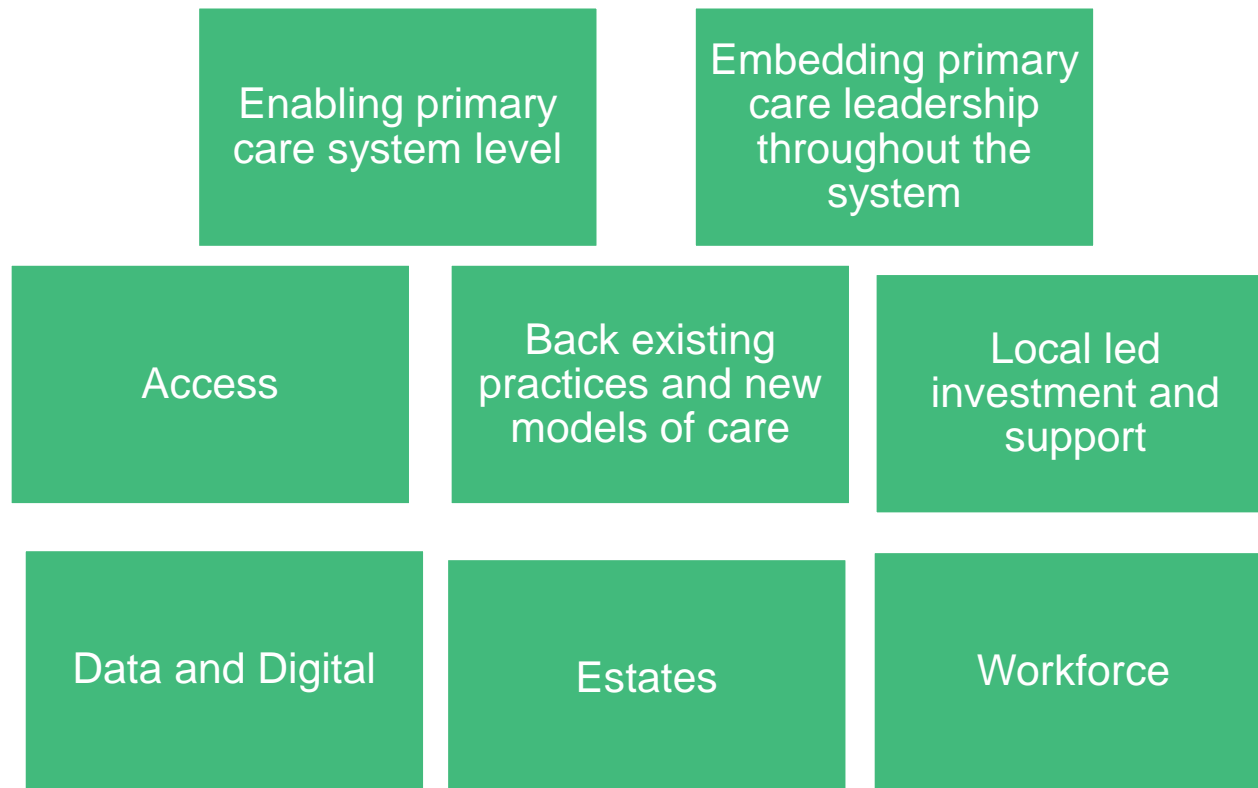 Enabling primary
care system level
Embedding primary
care leadership
throughout the
system
Access
Back existing
practices and new
models of care
Local led
investment and
support
Data and Digital
Estates
Workforce